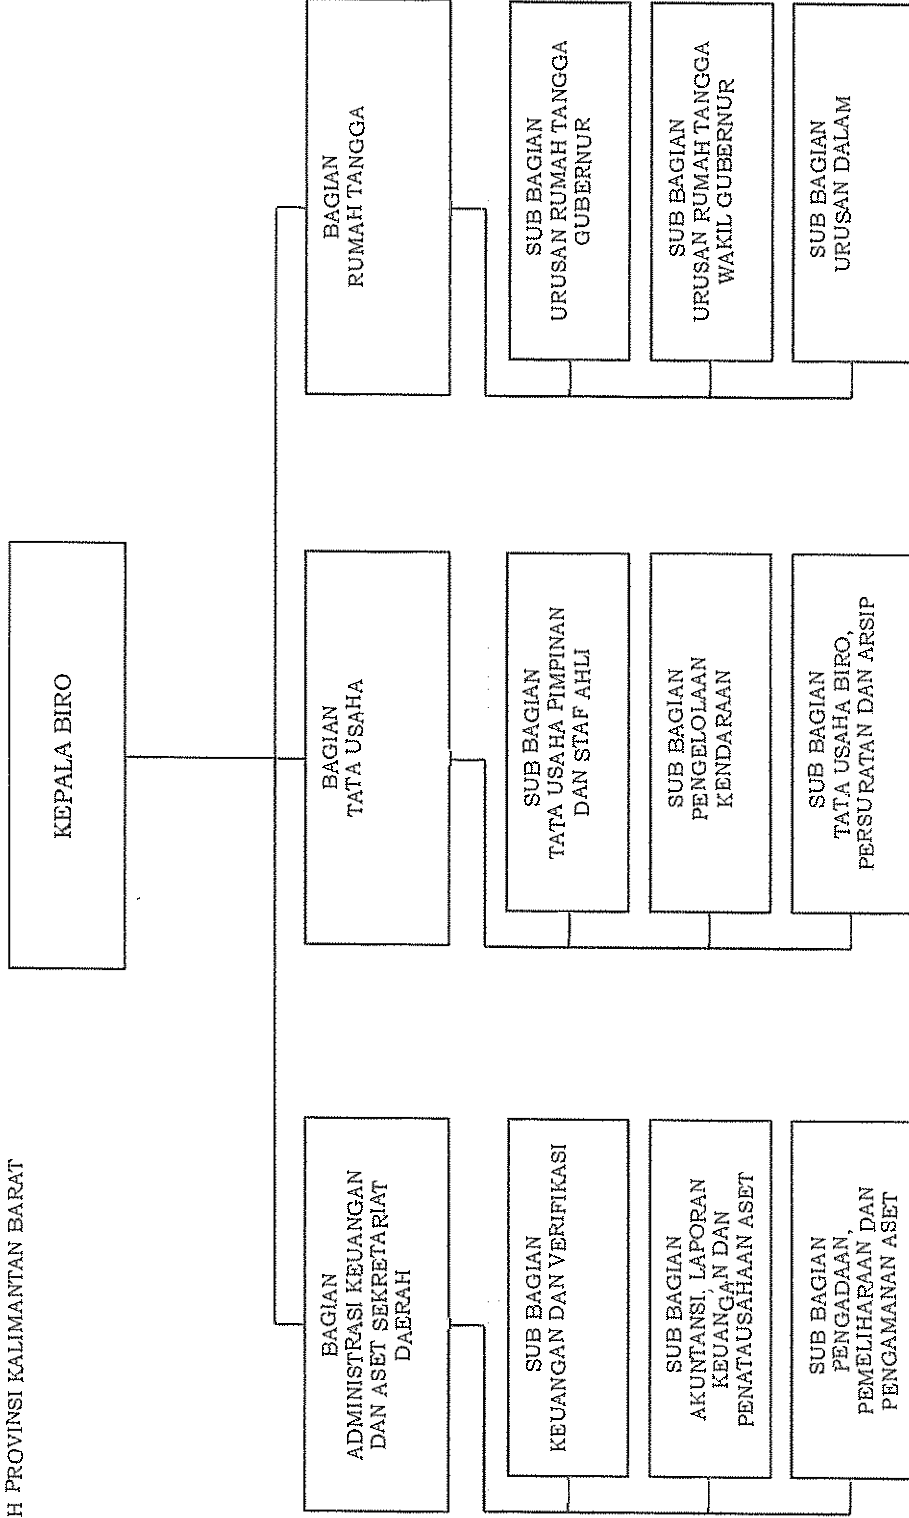 H PROVINSI KALIMANTAN BARAT
KEPALA BIRO
BAGIAN
ADMINISTRASI KEUANGAN
DAN ASET SEKRETARIAT
DAERAH
SUB BAGIAN
KEUANGAN DAN VERIFIKASI
SUB BAGIAN
AKUNTANSI, LAPORAN
KEUANGAN DAN
PENATAUSAHAAN ASET
SUB BAGIAN
PENGADAAN,
PEMELIHARAAN DAN
PENGAMANAN ASET
BAGIAN
TATA USAHA
SUB BAGIAN
TATA USAHA PIMPINAN
DAN STAF AHLI
SUB BAGIAN
PENGELOLAAN
KENDARAAN
SUB BAGIAN
TATA USAHA BIRO,
PERSURATAN DAN ARSIP
BAGIAN
RUMAH TANGGA
SUB BAGIAN
URUSAN RUMAH TANGGA
GUBERNUR
SUB BAGIAN
URUSAN RUMAH TANGGA
WAKIL GUBERNUR
SUB BAGIAN
URUSAN DALAM